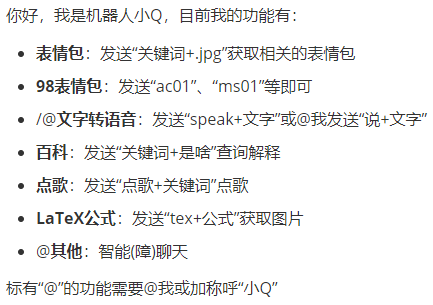 你好，我是机器人小Q，目前我的功能有：
• 表情包：发送“关键词+.jpg”获取相关的表情包
• 98表情包：发送“ac01”、“ms01”等即可
• /@文字转语音：发送“speak+文字”或@我发送“说+文字”
• 百科：发送“关键词+是啥”查询解释
• 点歌：发送“点歌+关键词”点歌
• LaTeX公式：发送“tex+公式”获取图片
• @其他：智能(障)聊天
标有“@”的功能需要@我或加称呼“小Q”